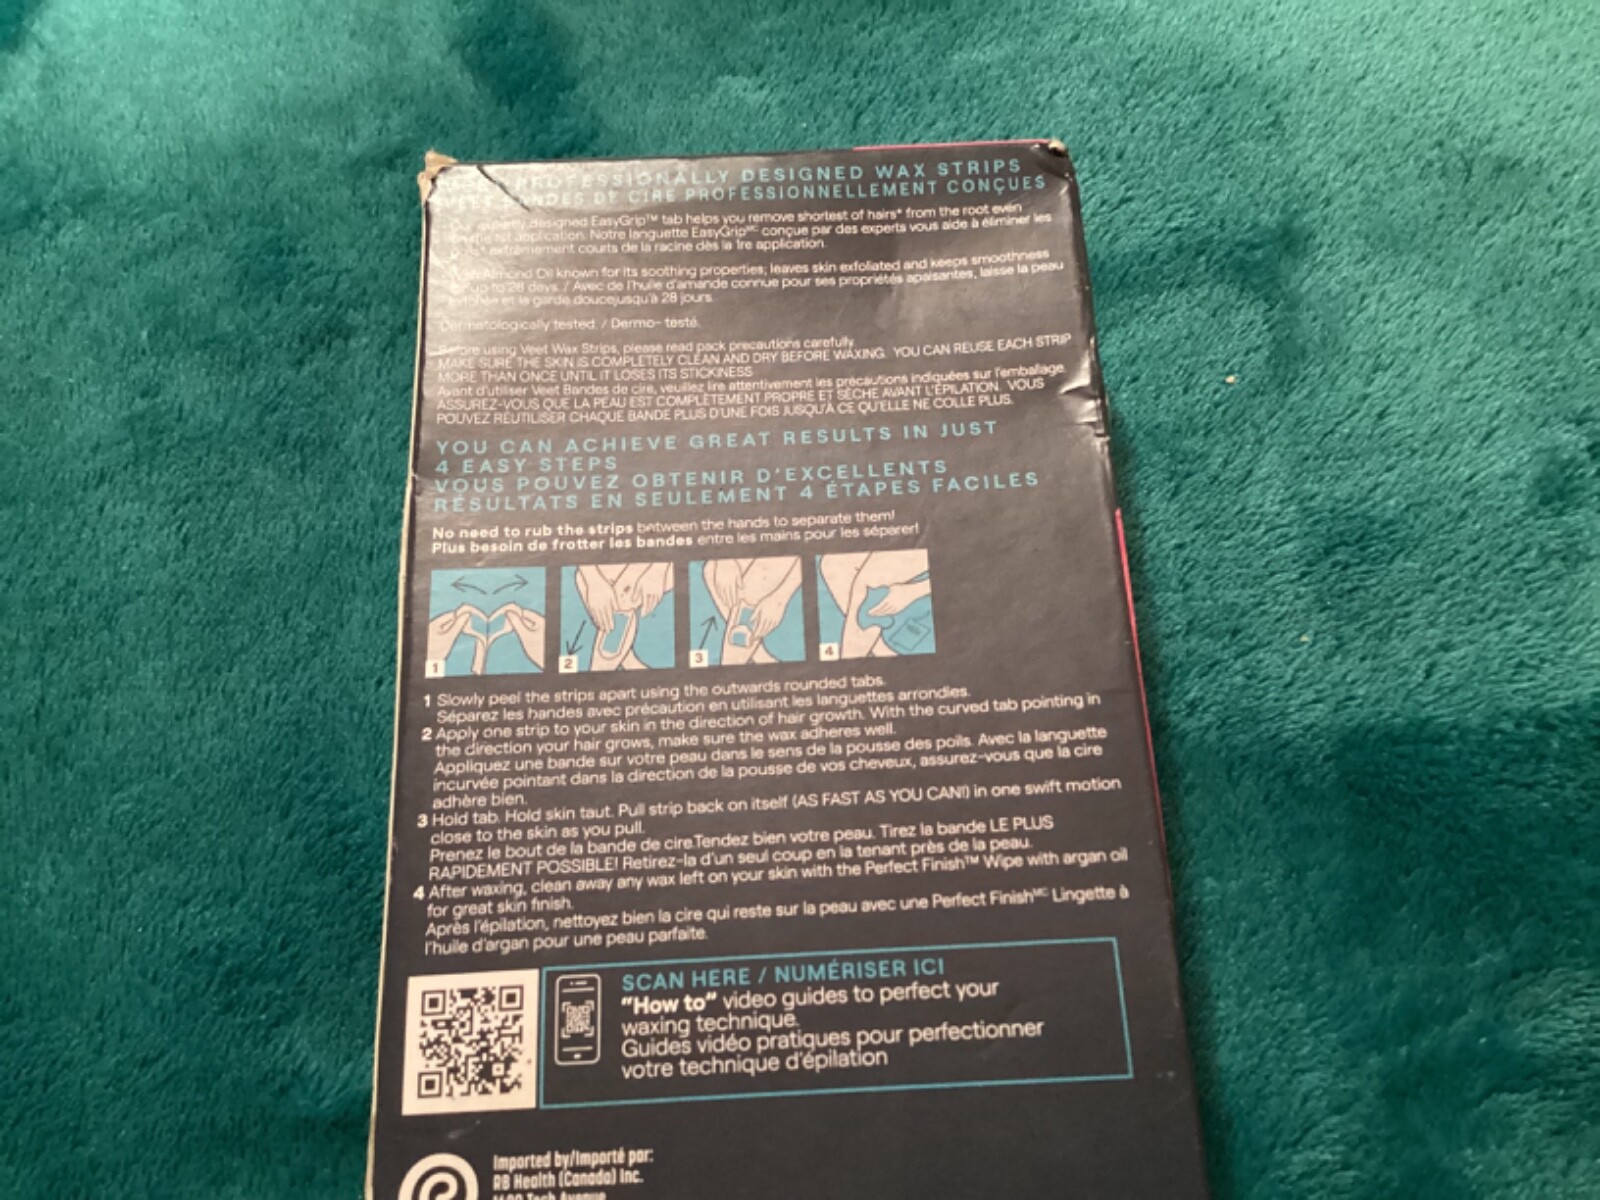 PROFESSIONALLY DESIGNED WAX STRIPS
VEET BANDES DE CIRE PROFESSIONNELLEMENT CONÇUES
Our expertly designed EasyGrip™ tab helps you remove shortest of hairs* from the root even
on the 1st application. Notre languette EasyGripᴹᶜ conçue par des experts vous aide à éliminer les
extrêmement courts de la racine dès la 1re application.
Almond Oil known for its soothing properties; leaves skin exfoliated and keeps smoothness
up to 28 days. / Avec de l'huile d'amande connue pour ses propriétés apaisantes, laisse la peau
et la garde doucejusqu'à 28 jours.
Dermatologically tested. / Dermo- testé.
Before using Veet Wax Strips, please read pack precautions carefully.
MAKE SURE THE SKIN IS COMPLETELY CLEAN AND DRY BEFORE WAXING. YOU CAN REUSE EACH STRIP
MORE THAN ONCE UNTIL IT LOSES ITS STICKINESS
Avant d'utiliser Veet Bandes de cire, veuillez lire attentivement les précautions indiquées sur l'emballage.
ASSUREZ-VOUS QUE LA PEAU EST COMPLÈTEMENT PROPRE ET SÈCHE AVANT L'ÉPILATION. VOUS
POUVEZ RÉUTILISER CHAQUE BANDE PLUS D'UNE FOIS JUSQU'À CE QU'ELLE NE COLLE PLUS.
YOU CAN ACHIEVE GREAT RESULTS IN JUST
4 EASY STEPS
VOUS POUVEZ OBTENIR D'EXCELLENTS
RÉSULTATS EN SEULEMENT 4 ÉTAPES FACILES
No need to rub the strips between the hands to separate them!
Plus besoin de frotter les bandes entre les mains pour les séparer!
1 2 3 4
1 Slowly peel the strips apart using the outwards rounded tabs.
Séparez les bandes avec précaution en utilisant les languettes arrondies.
2 Apply one strip to your skin in the direction of hair growth. With the curved tab pointing in
the direction your hair grows, make sure the wax adheres well.
Appliquez une bande sur votre peau dans le sens de la pousse des poils. Avec la languette
incurvée pointant dans la direction de la pousse de vos cheveux, assurez-vous que la cire
adhère bien.
3 Hold tab. Hold skin taut. Pull strip back on itself (AS FAST AS YOU CAN!) in one swift motion
close to the skin as you pull.
Prenez le bout de la bande de cire.Tendez bien votre peau. Tirez la bande LE PLUS
RAPIDEMENT POSSIBLE! Retirez-la d'un seul coup en la tenant près de la peau.
4 After waxing, clean away any wax left on your skin with the Perfect Finish™ Wipe with argan oil
for great skin finish.
Après l'épilation, nettoyez bien la cire qui reste sur la peau avec une Perfect Finishᴹᶜ Lingette à
l'huile d'argan pour une peau parfaite.
SCAN HERE / NUMÉRISER ICI
"How to" video guides to perfect your
waxing technique.
Guides vidéo pratiques pour perfectionner
votre technique d'épilation
Imported by/Importé par:
RB Health (Canada) Inc.
1680 Tech Avenue